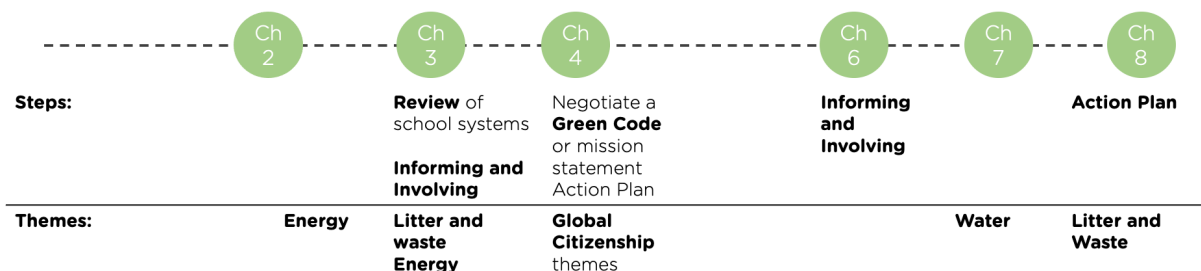 Ch
2
Ch
3
Ch
4
Ch
6
Ch
7
Ch
8
Steps:
Review of
school systems
Informing and
Involving
Negotiate a
Green Code
or mission
statement
Action Plan
Informing
and
Involving
Action Plan
Themes:
Energy
Litter and
waste
Energy
Global
Citizenship
themes
Water
Litter and
Waste